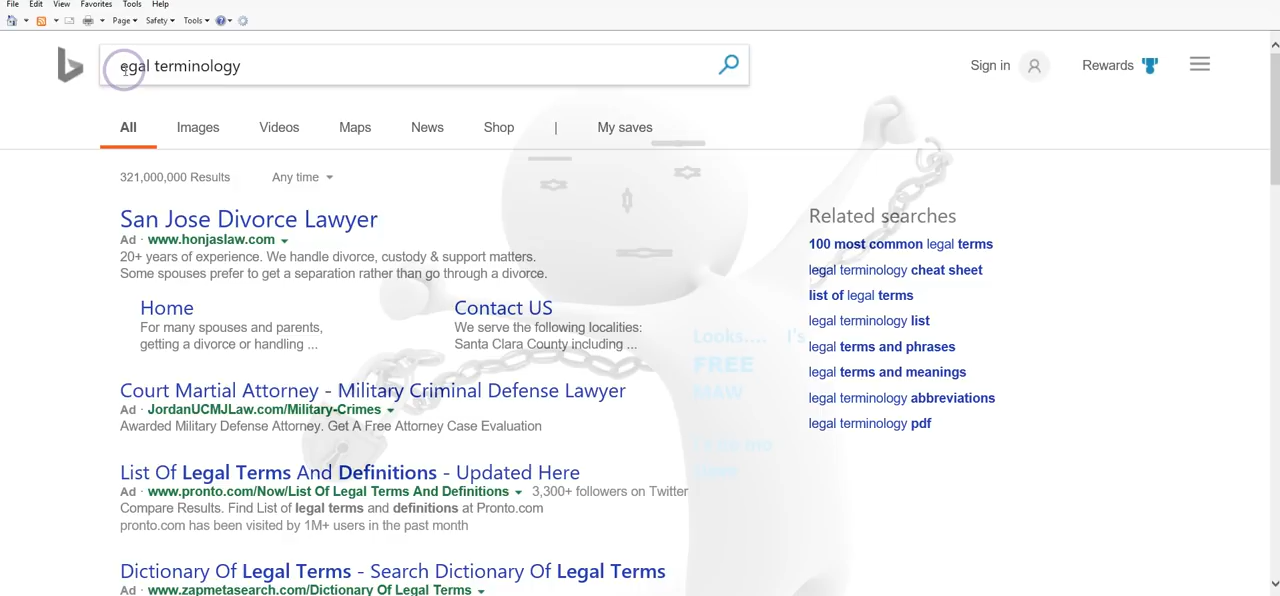 File Edit View Favorites Tools Help
Page Safety Tools
egal terminology
Sign in Rewards
All Images Videos Maps News Shop | My saves
321,000,000 Results Any time
San Jose Divorce Lawyer
Ad · www.honjaslaw.com
20+ years of experience. We handle divorce, custody & support matters.
Some spouses prefer to get a separation rather than go through a divorce.
Home
For many spouses and parents,
getting a divorce or handling ...
Contact US
We serve the following localities:
Santa Clara County including ...
Court Martial Attorney - Military Criminal Defense Lawyer
Ad · JordanUCMJLaw.com/Military-Crimes
Awarded Military Defense Attorney. Get A Free Attorney Case Evaluation
List Of Legal Terms And Definitions - Updated Here
Ad · www.pronto.com/Now/List Of Legal Terms And Definitions 3,300+ followers on Twitter
Compare Results. Find List of legal terms and definitions at Pronto.com
pronto.com has been visited by 1M+ users in the past month
Dictionary Of Legal Terms - Search Dictionary Of Legal Terms
Ad · www.zapmetasearch.com/Dictionary Of Legal Terms
Related searches
100 most common legal terms
legal terminology cheat sheet
list of legal terms
legal terminology list
legal terms and phrases
legal terms and meanings
legal terminology abbreviations
legal terminology pdf
Looks.... I's
FREE
MAW